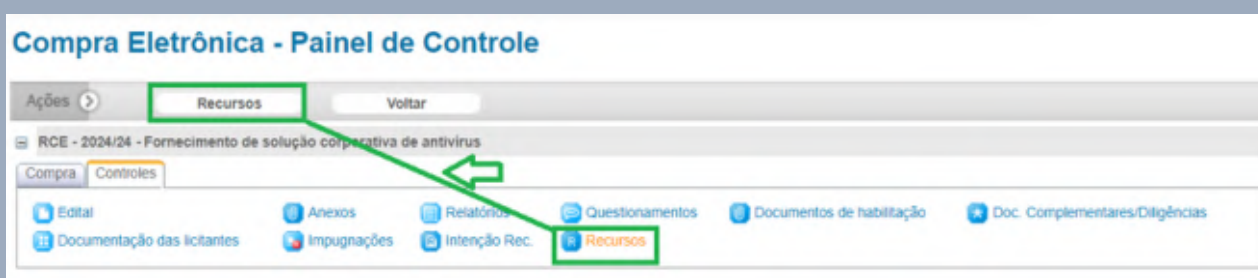 Compra Eletrônica - Painel de Controle
Ações Recursos Voltar
RCE - 2024/24 - Fornecimento de solução corporativa de antivírus
Compra Controles
Edital Anexos Relatórios Questionamentos Documentos de habilitação Doc. Complementares/Diligências
Documentação das licitantes Impugnações Intenção Rec. R Recursos